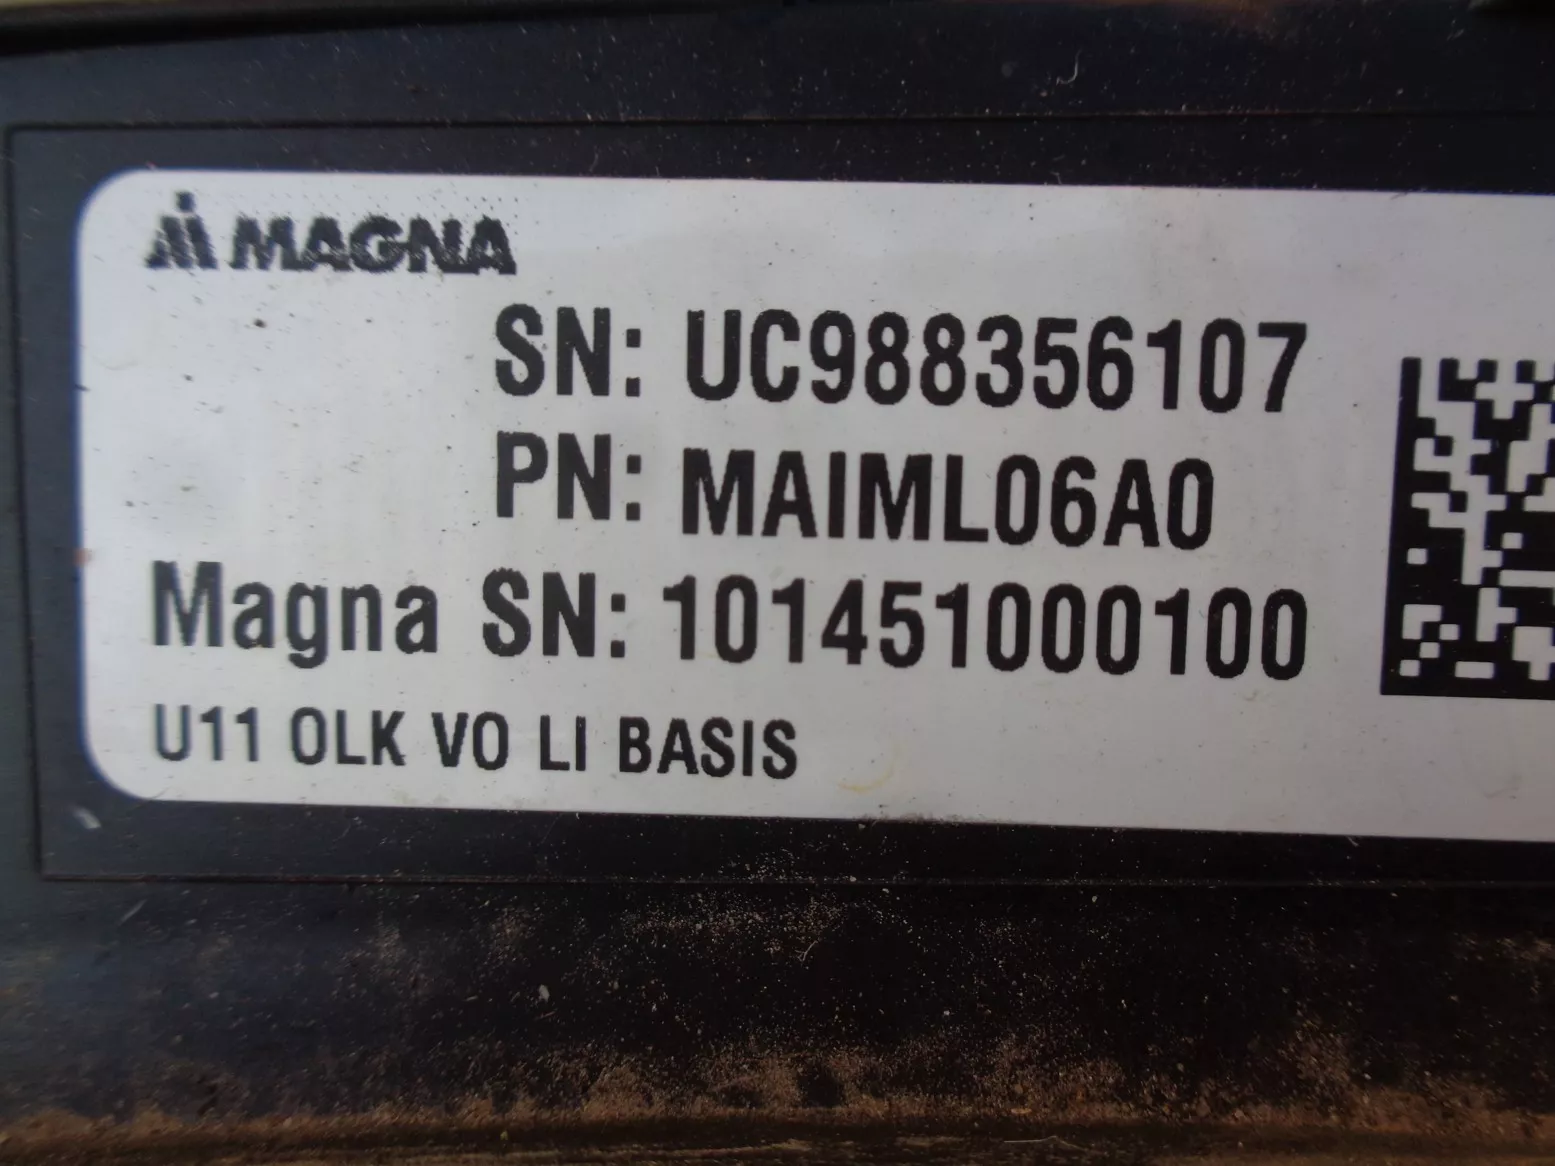 MAGNA
SN: UC988356107
PN: MAIML06A0
Magna SN: 101451000100
U11 OLK VO LI BASIS